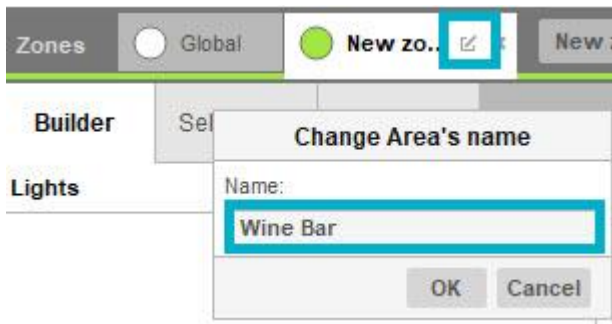 Zones Global New zo.. New
Builder Sel
Change Area's name
Lights
Name:
Wine Bar
OK Cancel